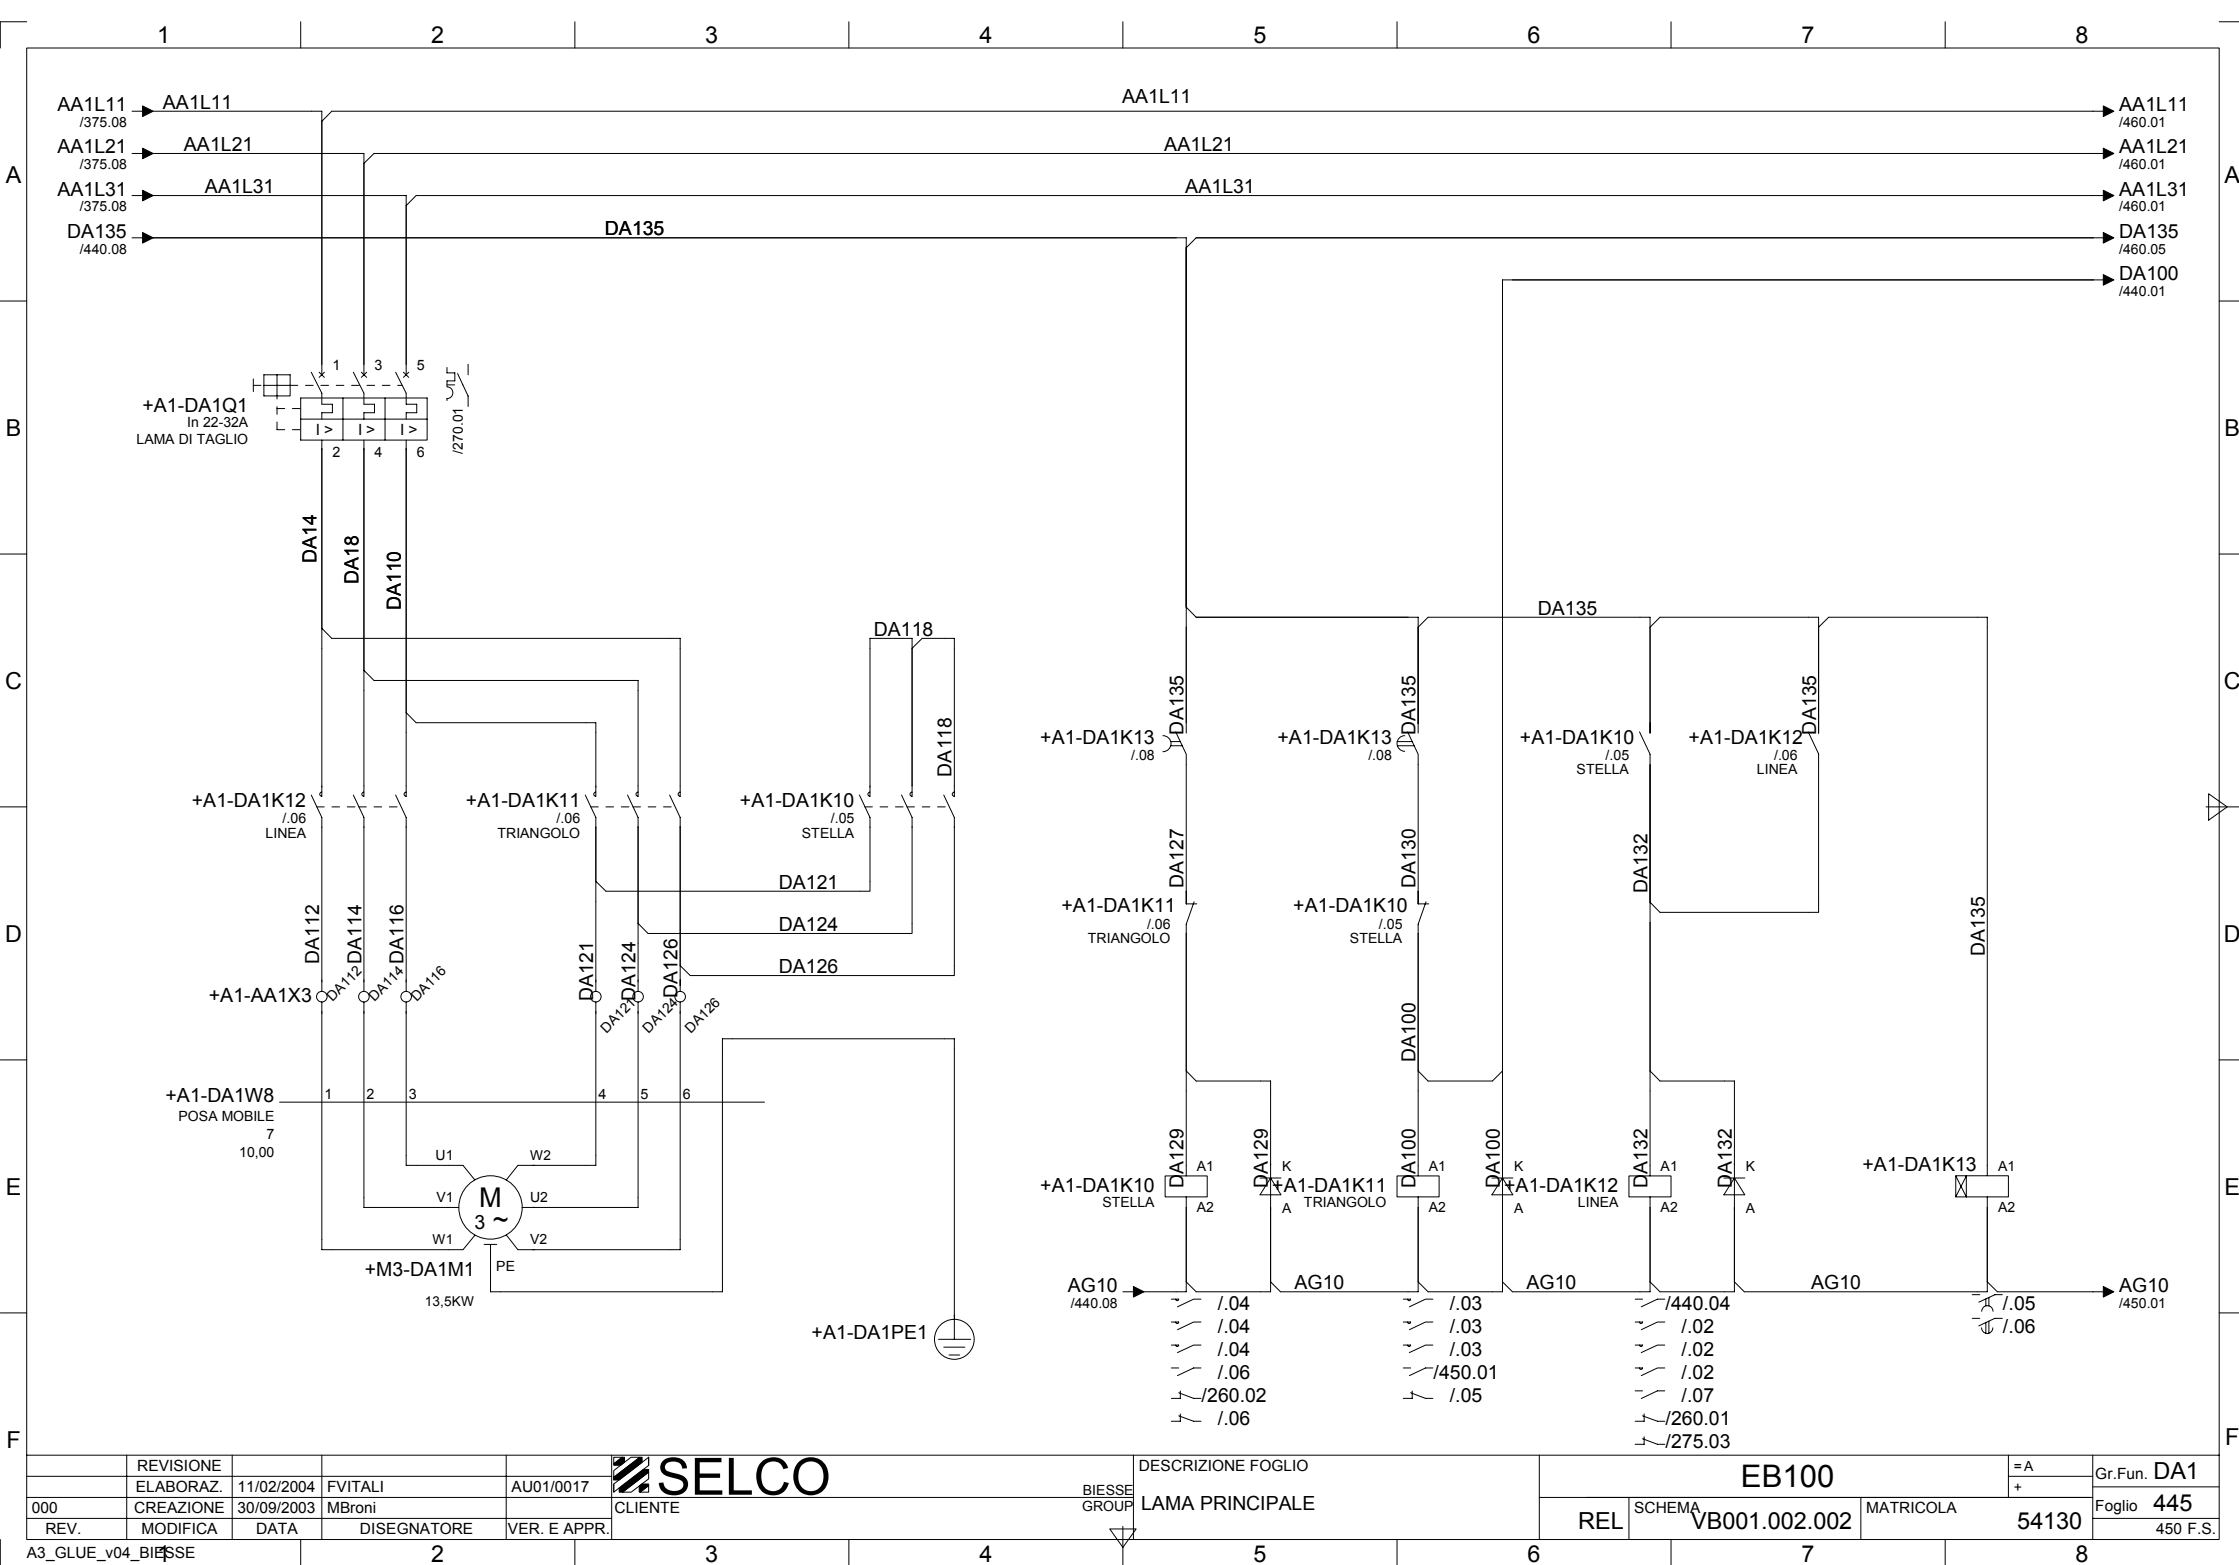 1 2 3 4 5 6 7 8
AA1L11
/375.08
AA1L11
AA1L11
AA1L11
/460.01
AA1L21
/375.08
AA1L21
AA1L21
AA1L21
/460.01
A
A
AA1L31
/375.08
AA1L31
AA1L31
AA1L31
/460.01
DA135
/440.08
DA135
DA135
/460.05
DA100
/440.01
1 3 5
+A1-DA1Q1
In 22-32A
LAMA DI TAGLIO
I > I > I >
2 4 6
/270.01
B
B
DA14
DA18
DA110
DA118
DA135
C
C
DA118
DA135
DA135
DA135
+A1-DA1K13
/.08
+A1-DA1K13
/.08
+A1-DA1K10
/.05
STELLA
+A1-DA1K12
/.06
LINEA
+A1-DA1K12
/.06
LINEA
+A1-DA1K11
/.06
TRIANGOLO
+A1-DA1K10
/.05
STELLA
DA127
DA130
DA132
DA121
DA124
DA126
+A1-DA1K11
/.06
TRIANGOLO
+A1-DA1K10
/.05
STELLA
D
D
DA112
DA114
DA116
DA121
DA124
DA126
DA135
+A1-AA1X3
DA112
DA114
DA116
DA121
DA124
DA126
DA100
+A1-DA1W8
POSA MOBILE
7
10,00
1 2 3 4 5 6
U1 W2
V1 U2
W1 V2
M
3 ~
PE
+M3-DA1M1
13,5KW
+A1-DA1PE1
E
E
DA129
DA129
DA100
DA100
DA132
DA132
+A1-DA1K10
STELLA
A1
A2
K
A
+A1-DA1K11
TRIANGOLO
A1
A2
K
A
+A1-DA1K12
LINEA
A1
A2
K
A
+A1-DA1K13
A1
A2
AG10
/440.08
AG10
AG10
AG10
AG10
/450.01
/.04
/.04
/.04
/.06
/260.02
/.06
/.03
/.03
/.03
/450.01
/.05
/440.04
/.02
/.02
/.02
/.07
/260.01
/275.03
/.05
/.06
F
F
REVISIONE
ELABORAZ. 11/02/2004 FVITALI AU01/0017
000 CREAZIONE 30/09/2003 MBroni
REV. MODIFICA DATA DISEGNATORE VER. E APPR.
SELCO
CLIENTE
BIESSE
GROUP
DESCRIZIONE FOGLIO
LAMA PRINCIPALE
EB100
REL
SCHEMA
VB001.002.002
MATRICOLA
54130
= A
+
Gr.Fun. DA1
Foglio 445
450 F.S.
A3_GLUE_v04_BIESSE
1 2 3 4 5 6 7 8